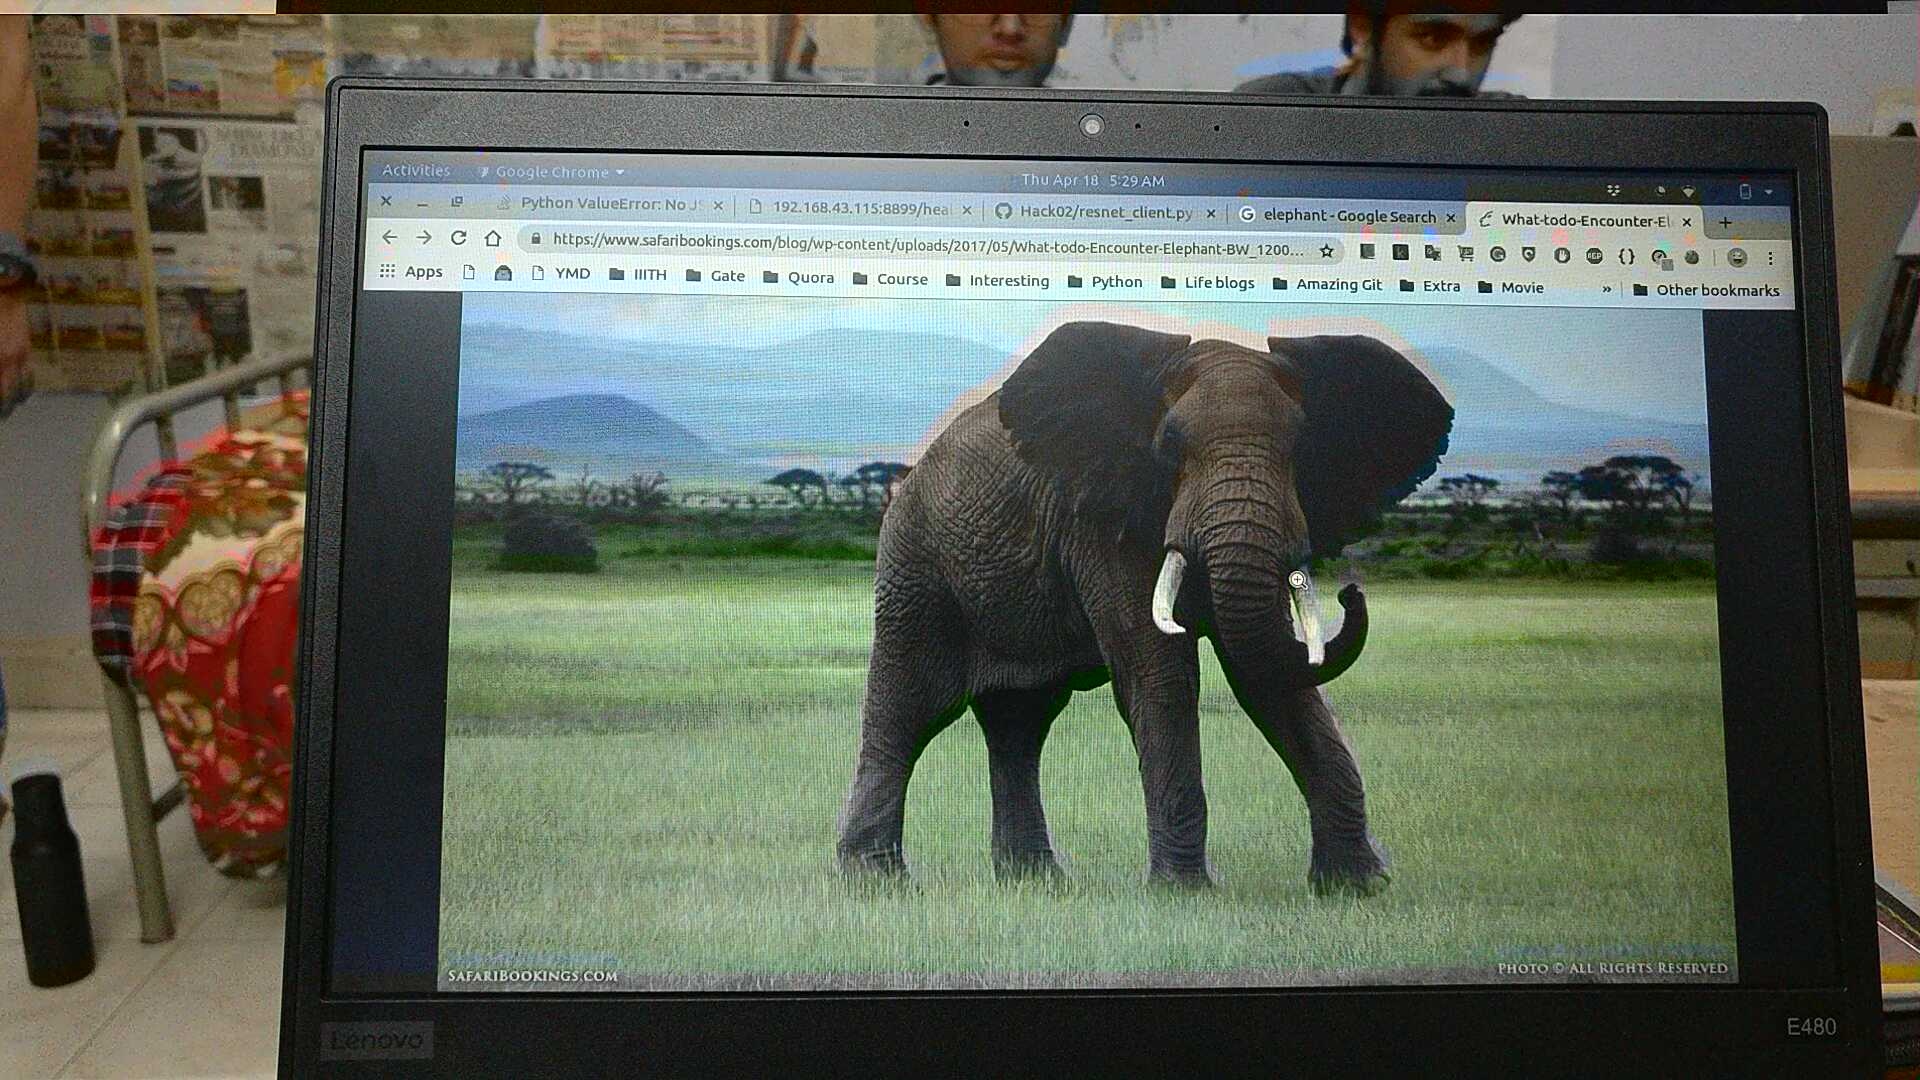 Activities Google Chrome Thu Apr 18 5:29 AM
Python ValueError: No JS 192.168.43.115:8899/hea Hack02/resnet_client.py elephant - Google Search What-todo-Encounter-El
https://www.safaribookings.com/blog/wp-content/uploads/2017/05/What-todo-Encounter-Elephant-BW_1200...
Apps YMD IIITH Gate Quora Course Interesting Python Life blogs Amazing Git Extra Movie » Other bookmarks
SAFARIBOOKINGS.COM PHOTO © ALL RIGHTS RESERVED
Lenovo E480